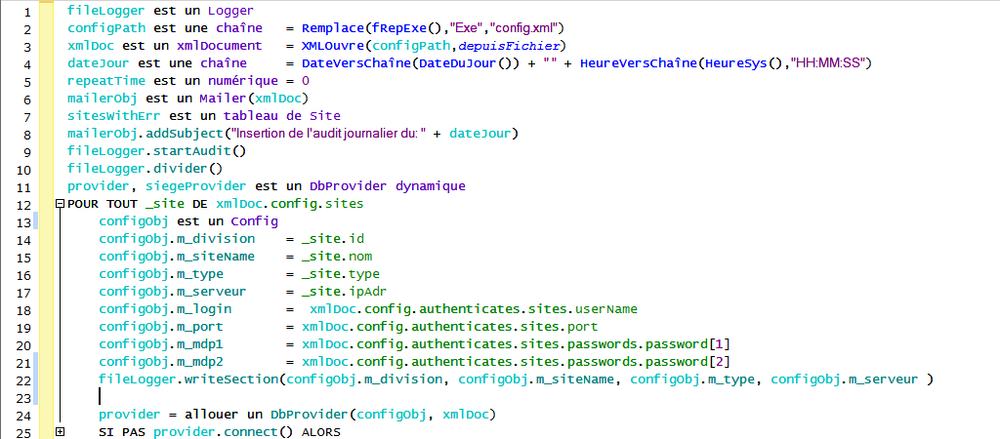 1 fileLogger est un Logger
2 configPath est une chaîne = Remplace(fRepExe(),"Exe","config.xml")
3 xmlDoc est un xmlDocument = XMLOuvre(configPath,depuisFichier)
4 dateJour est une chaîne = DateVersChaîne(DateDuJour()) + "" + HeureVersChaîne(HeureSys(),"HH:MM:SS")
5 repeatTime est un numérique = 0
6 mailerObj est un Mailer(xmlDoc)
7 sitesWithErr est un tableau de Site
8 mailerObj.addSubject("Insertion de l'audit journalier du: " + dateJour)
9 fileLogger.startAudit()
10 fileLogger.divider()
11 provider, siegeProvider est un DbProvider dynamique
12 POUR TOUT _site DE xmlDoc.config.sites
13 configObj est un Config
14 configObj.m_division = _site.id
15 configObj.m_siteName = _site.nom
16 configObj.m_type = _site.type
17 configObj.m_serveur = _site.ipAdr
18 configObj.m_login = xmlDoc.config.authenticates.sites.userName
19 configObj.m_port = xmlDoc.config.authenticates.sites.port
20 configObj.m_mdp1 = xmlDoc.config.authenticates.sites.passwords.password[1]
21 configObj.m_mdp2 = xmlDoc.config.authenticates.sites.passwords.password[2]
22 fileLogger.writeSection(configObj.m_division, configObj.m_siteName, configObj.m_type, configObj.m_serveur )
23
24 provider = allouer un DbProvider(configObj, xmlDoc)
25 SI PAS provider.connect() ALORS